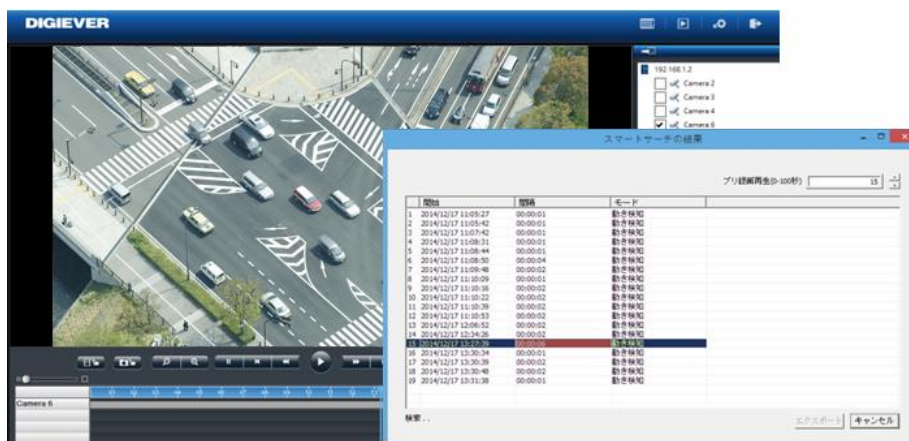 DIGIEVER
192.168.1.2
Camera 2
Camera 3
Camera 4
Camera 6
スマートサーチの結果
プリ録画再生(0-100秒) 15
開始 間隔 モード
1 2014/12/17 11:05:27 00:00:01 動き検知
2 2014/12/17 11:05:42 00:00:01 動き検知
3 2014/12/17 11:07:42 00:00:01 動き検知
4 2014/12/17 11:08:31 00:00:01 動き検知
5 2014/12/17 11:08:44 00:00:01 動き検知
6 2014/12/17 11:08:50 00:00:04 動き検知
7 2014/12/17 11:09:48 00:00:02 動き検知
8 2014/12/17 11:10:09 00:00:01 動き検知
9 2014/12/17 11:10:16 00:00:02 動き検知
10 2014/12/17 11:10:22 00:00:02 動き検知
11 2014/12/17 11:10:39 00:00:02 動き検知
12 2014/12/17 11:10:53 00:00:02 動き検知
13 2014/12/17 12:06:52 00:00:02 動き検知
14 2014/12/17 12:34:26 00:00:02 動き検知
15 2014/12/17 13:27:39 00:00:06 動き検知
16 2014/12/17 13:30:34 00:00:01 動き検知
17 2014/12/17 13:30:39 00:00:02 動き検知
18 2014/12/17 13:30:48 00:00:02 動き検知
19 2014/12/17 13:31:38 00:00:01 動き検知
Camera 6
検索 . .
エクスポート キャンセル